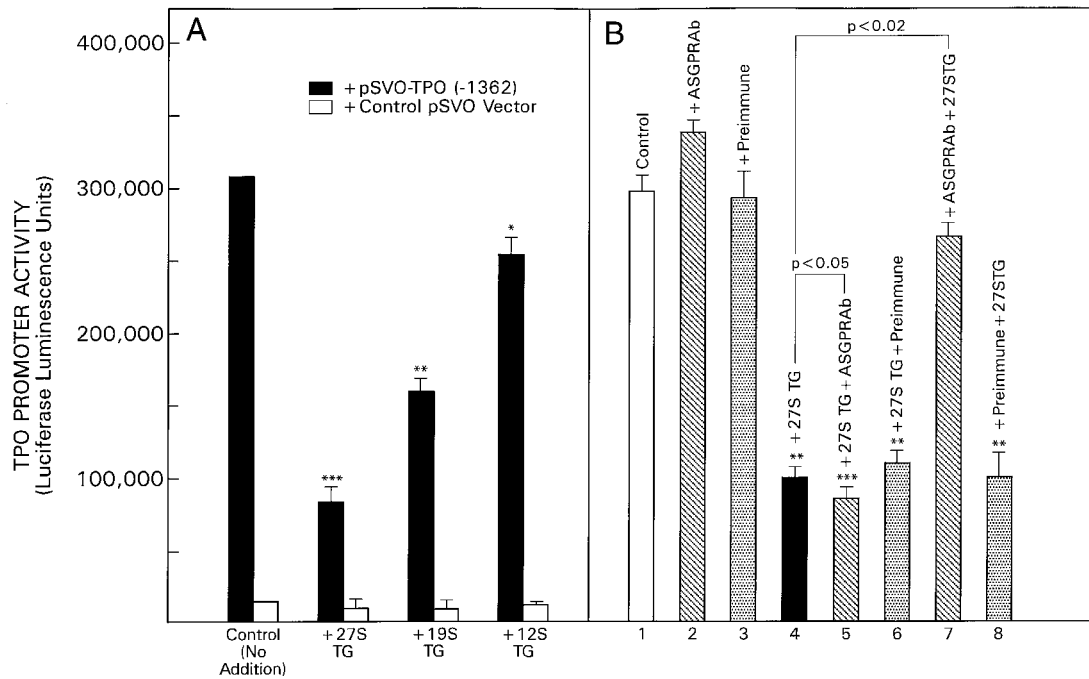 A
B
TPO PROMOTER ACTIVITY
(Luciferase Luminescence Units)
400,000
300,000
200,000
100,000
+pSVO-TPO (-1362)
+Control pSVO Vector
***
**
*
Control
(No
Addition)
+27S
TG
+19S
TG
+12S
TG
Control
+ASGPRAb
+Preimmune
** +27S TG
*** +27S TG+ASGPRAb
** +27S TG+Preimmune
+ASGPRAb+27STG
** +Preimmune+27STG
p<0.02
p<0.05
1 2 3 4 5 6 7 8